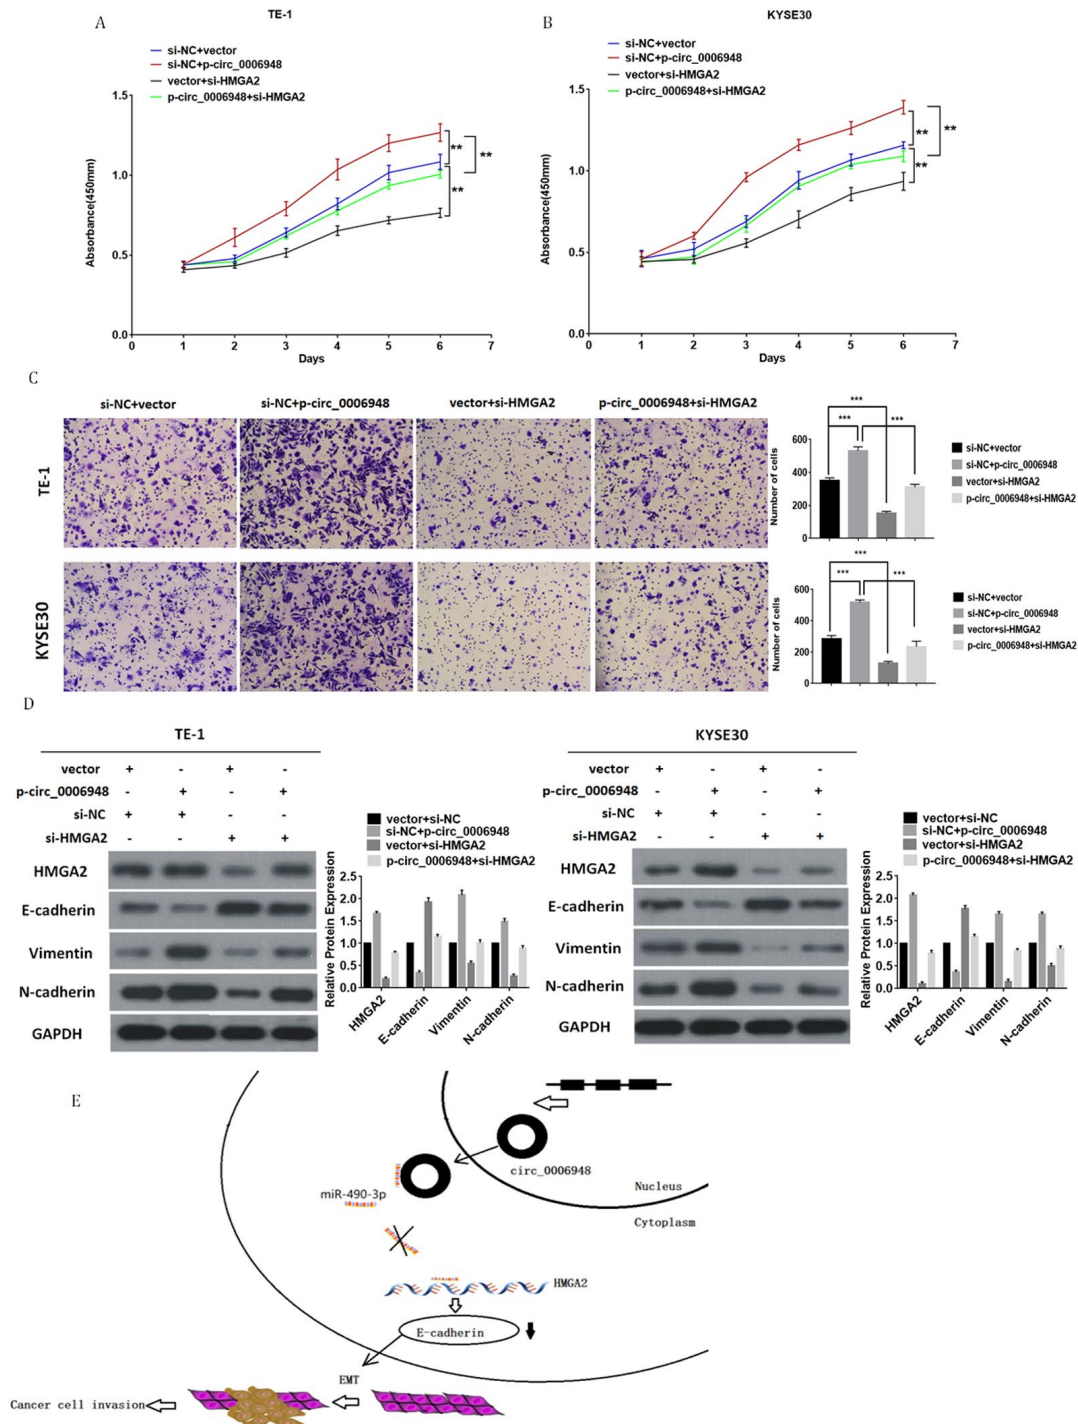 A
TE-1
si-NC+vector
si-NC+p-circ_0006948
vector+si-HMGA2
p-circ_0006948+si-HMGA2
1.5
1.0
0.5
0.0
Absorbance(450mm)
0 1 2 3 4 5 6 7
Days
**
**
**
B
KYSE30
si-NC+vector
si-NC+p-circ_0006948
vector+si-HMGA2
p-circ_0006948+si-HMGA2
1.5
1.0
0.5
0.0
Absorbance(450mm)
0 1 2 3 4 5 6 7
Days
**
**
**
C
si-NC+vector si-NC+p-circ_0006948 vector+si-HMGA2 p-circ_0006948+si-HMGA2
TE-1
KYSE30
***
*** ***
600
400
200
0
Number of cells
si-NC+vector
si-NC+p-circ_0006948
vector+si-HMGA2
p-circ_0006948+si-HMGA2
***
*** ***
600
400
200
0
Number of cells
si-NC+vector
si-NC+p-circ_0006948
vector+si-HMGA2
p-circ_0006948+si-HMGA2
D
TE-1
vector + - + -
p-circ_0006948 - + - +
si-NC + + - -
si-HMGA2 - - + +
HMGA2
E-cadherin
Vimentin
N-cadherin
GAPDH
vector+si-NC
si-NC+p-circ_0006948
vector+si-HMGA2
p-circ_0006948+si-HMGA2
2.5
2.0
1.5
1.0
0.5
0.0
Relative Protein Expression
HMGA2 E-cadherin Vimentin N-cadherin
KYSE30
vector + - + -
p-circ_0006948 - + - +
si-NC + + - -
si-HMGA2 - - + +
HMGA2
E-cadherin
Vimentin
N-cadherin
GAPDH
vector+si-NC
si-NC+p-circ_0006948
vector+si-HMGA2
p-circ_0006948+si-HMGA2
2.5
2.0
1.5
1.0
0.5
0.0
Relative Protein Expression
HMGA2 E-cadherin Vimentin N-cadherin
E
circ_0006948
Nucleus
miR-490-3p
Cytoplasm
HMGA2
E-cadherin
EMT
Cancer cell invasion